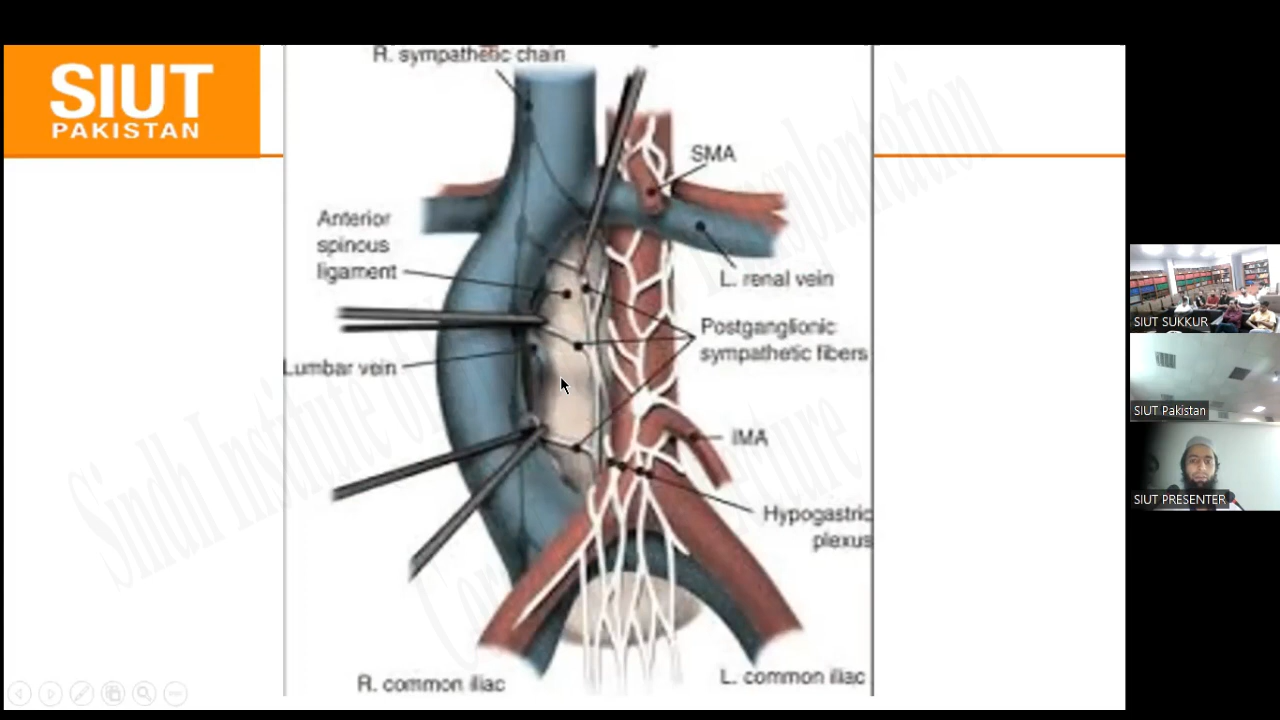 SIUT
PAKISTAN
R. sympathetic chain
SMA
Anterior
spinous
ligament
L. renal vein
Postganglionic
sympathetic fibers
Lumbar vein
IMA
Hypogastric
plexus
R. common iliac
L. common iliac
SIUT SUKKUR
SIUT Pakistan
SIUT PRESENTER